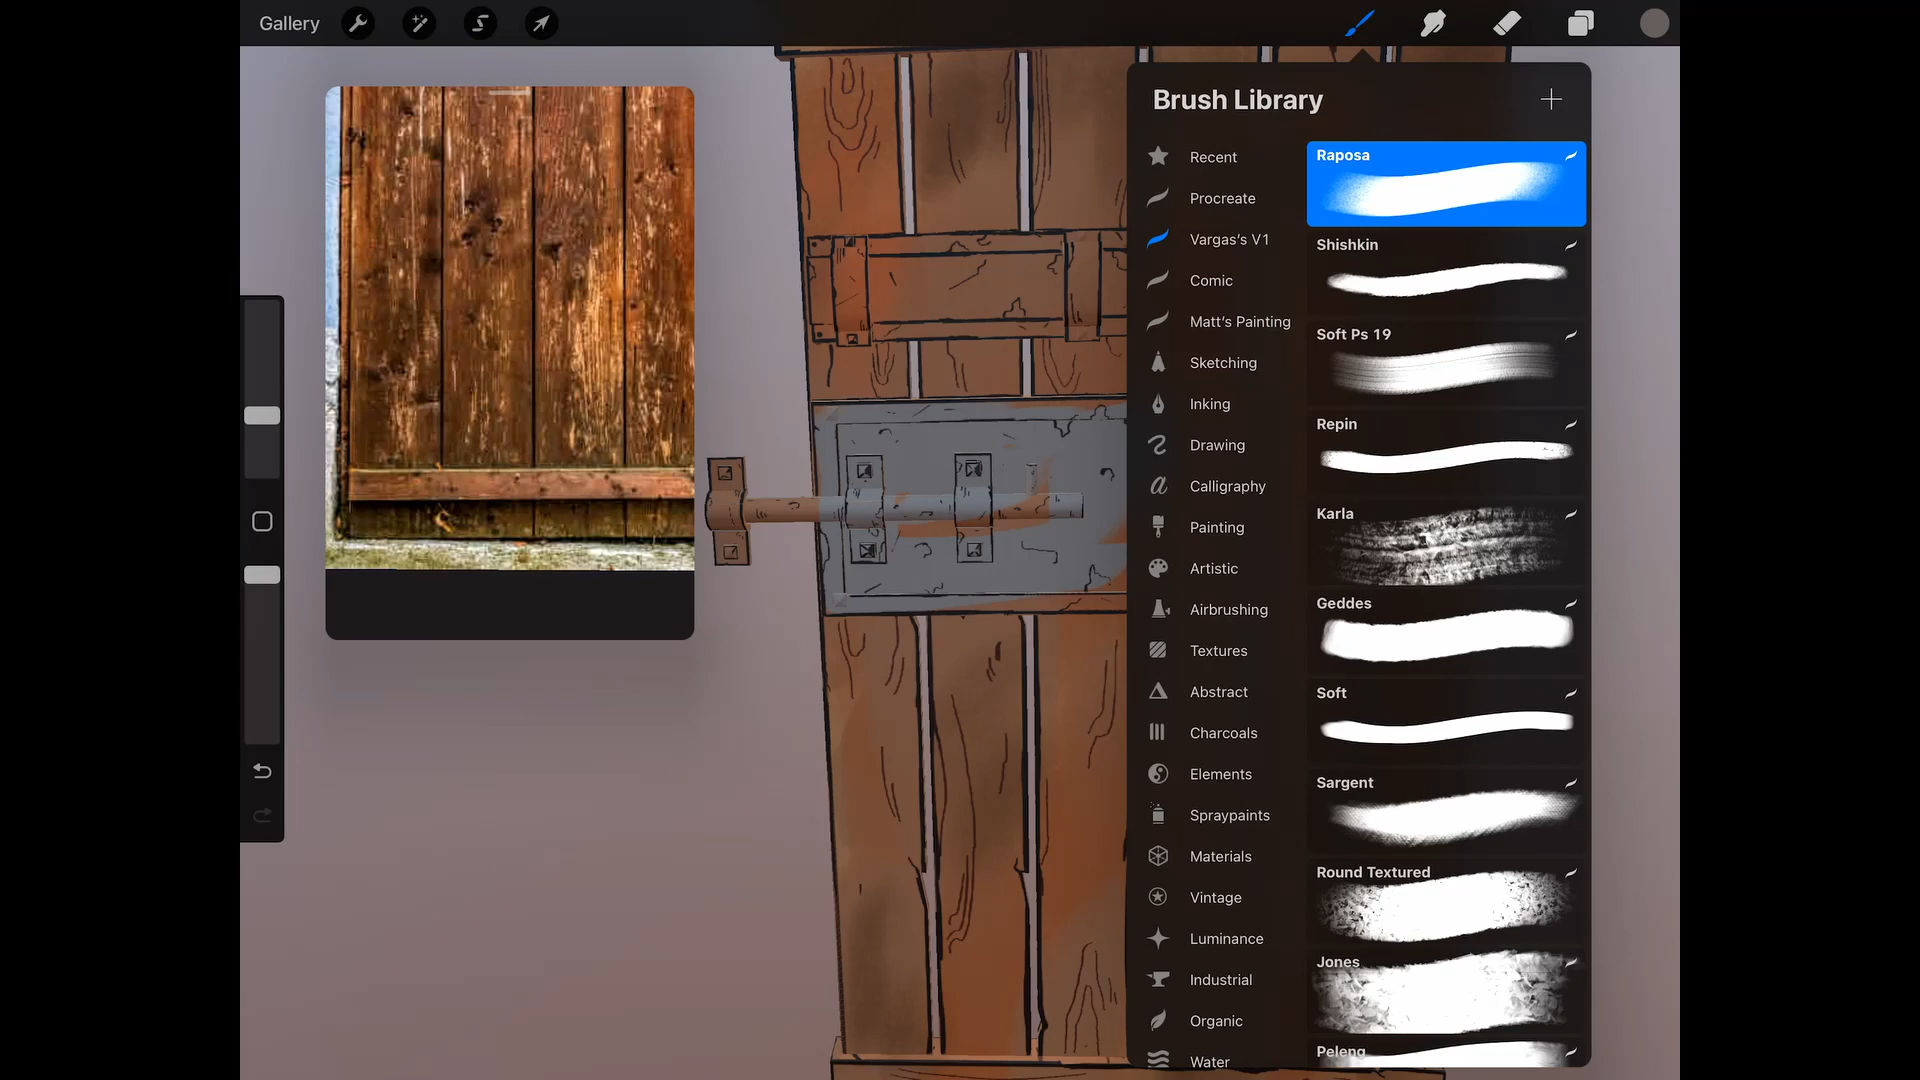 Gallery
Brush Library
Recent
Procreate
Vargas's V1
Comic
Matt's Painting
Sketching
Inking
Drawing
Calligraphy
Painting
Artistic
Airbrushing
Textures
Abstract
Charcoals
Elements
Spraypaints
Materials
Vintage
Luminance
Industrial
Organic
Water
Raposa
Shishkin
Soft Ps 19
Repin
Karla
Geddes
Soft
Sargent
Round Textured
Jones
Peleng